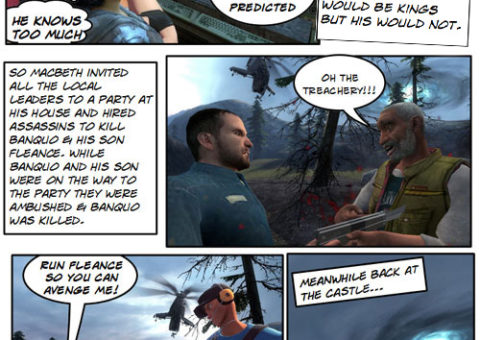 HE KNOWS
TOO MUCH
PREDICTED
WOULD BE KINGS
BUT HIS WOULD NOT.
SO MACBETH INVITED
ALL THE LOCAL
LEADERS TO A PARTY AT
HIS HOUSE AND HIRED
ASSASSINS TO KILL
BANQUO & HIS SON
FLEANCE. WHILE
BANQUO AND HIS SON
WERE ON THE WAY TO
THE PARTY THEY WERE
AMBUSHED & BANQUO
WAS KILLED.
OH THE
TREACHERY!!!
RUN FLEANCE
SO YOU CAN
AVENGE ME!
MEANWHILE BACK AT
THE CASTLE...